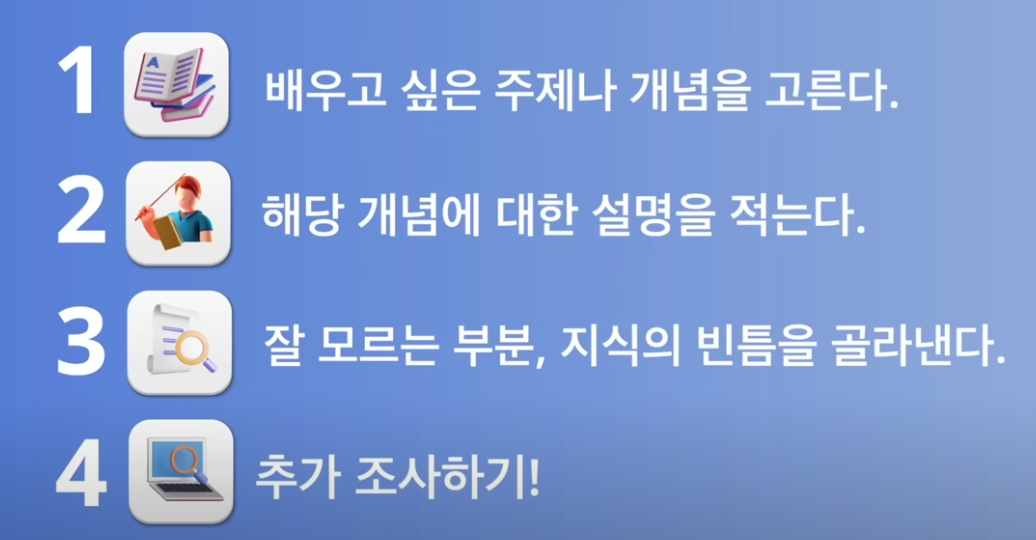 1 배우고 싶은 주제나 개념을 고른다.
2 해당 개념에 대한 설명을 적는다.
3 잘 모르는 부분, 지식의 빈틈을 골라낸다.
4 추가 조사하기!